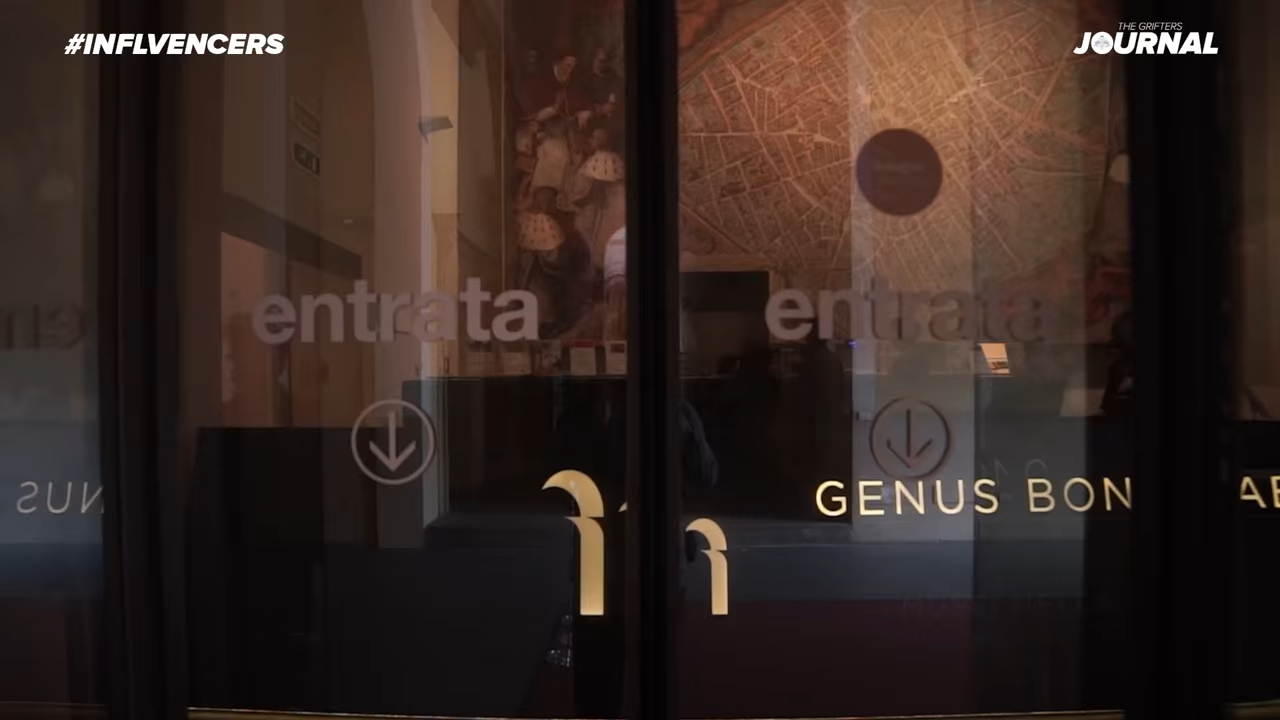 #INFLVENCERS
THE GRIFTERS
JOURNAL
entrata
entrata
GENUS BON